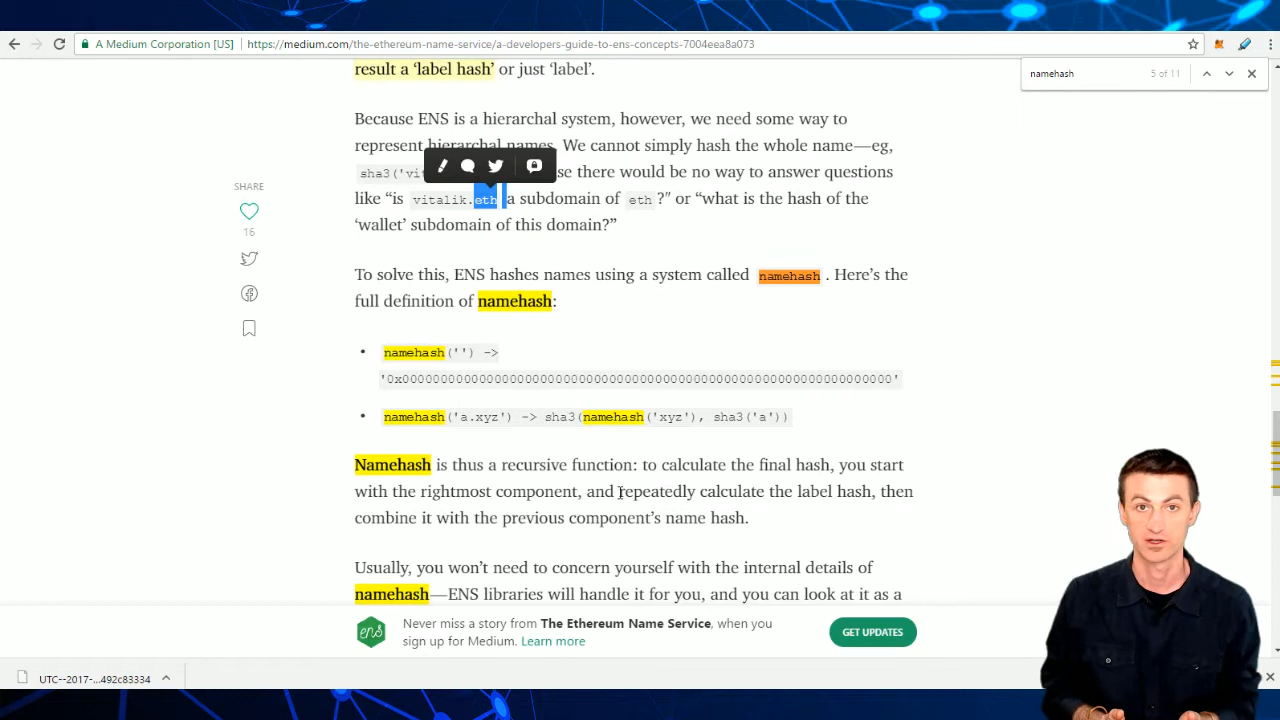 A Medium Corporation [US] https://medium.com/the-ethereum-name-service/a-developers-guide-to-ens-concepts-7004eea8a073
namehash 5 of 11
result a ‘label hash’ or just ‘label’.
Because ENS is a hierarchal system, however, we need some way to
represent hierarchal names. We cannot simply hash the whole name—eg,
sha3('vit se there would be no way to answer questions
like “is vitalik.eth a subdomain of eth?” or “what is the hash of the
‘wallet’ subdomain of this domain?”
SHARE
16
To solve this, ENS hashes names using a system called namehash . Here’s the
full definition of namehash:
• namehash('') ->
'0x0000000000000000000000000000000000000000000000000000000000000000'
• namehash('a.xyz') -> sha3(namehash('xyz'), sha3('a'))
Namehash is thus a recursive function: to calculate the final hash, you start
with the rightmost component, and repeatedly calculate the label hash, then
combine it with the previous component’s name hash.
Usually, you won’t need to concern yourself with the internal details of
namehash—ENS libraries will handle it for you, and you can look at it as a
ens
Never miss a story from The Ethereum Name Service, when you
sign up for Medium. Learn more
GET UPDATES
UTC--2017-...492c83334